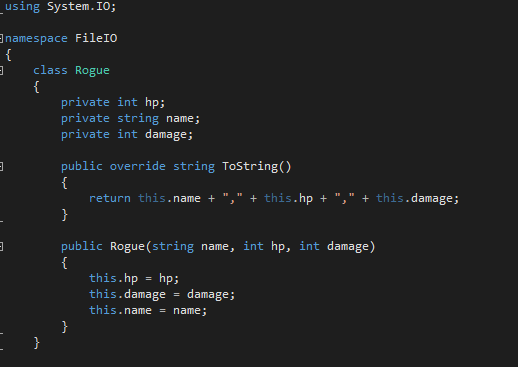 using System.IO;
namespace FileIO
{
class Rogue
{
private int hp;
private string name;
private int damage;
public override string ToString()
{
return this.name + "," + this.hp + "," + this.damage;
}
public Rogue(string name, int hp, int damage)
{
this.hp = hp;
this.damage = damage;
this.name = name;
}
}